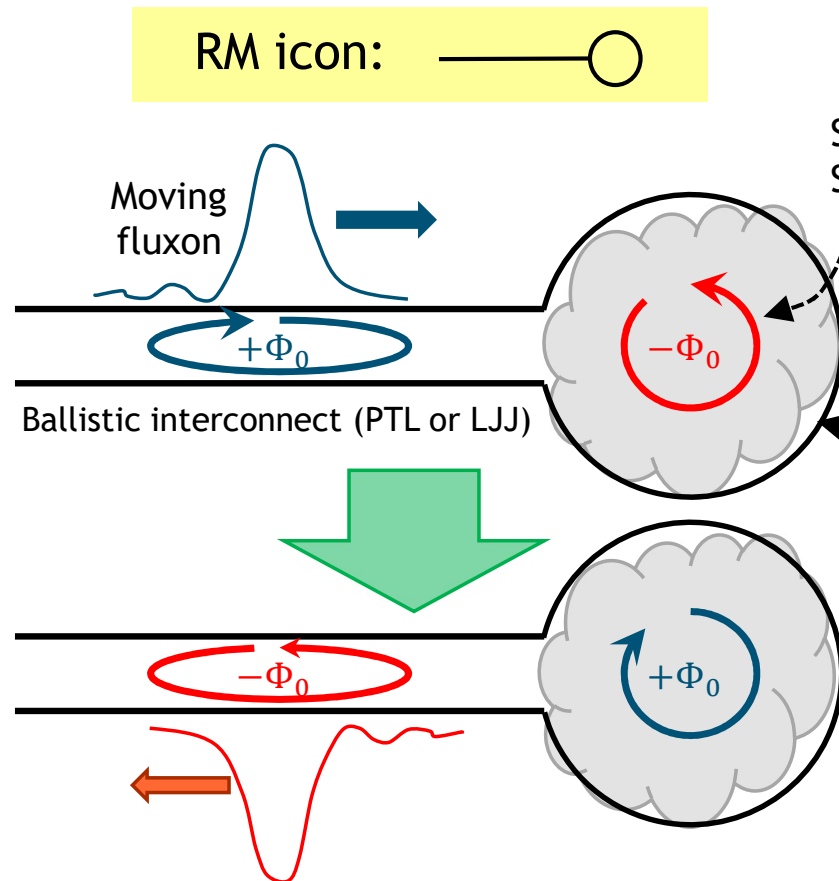 RM icon:
S
S
Moving
fluxon
+Φ₀
−Φ₀
Ballistic interconnect (PTL or LJJ)
−Φ₀
+Φ₀